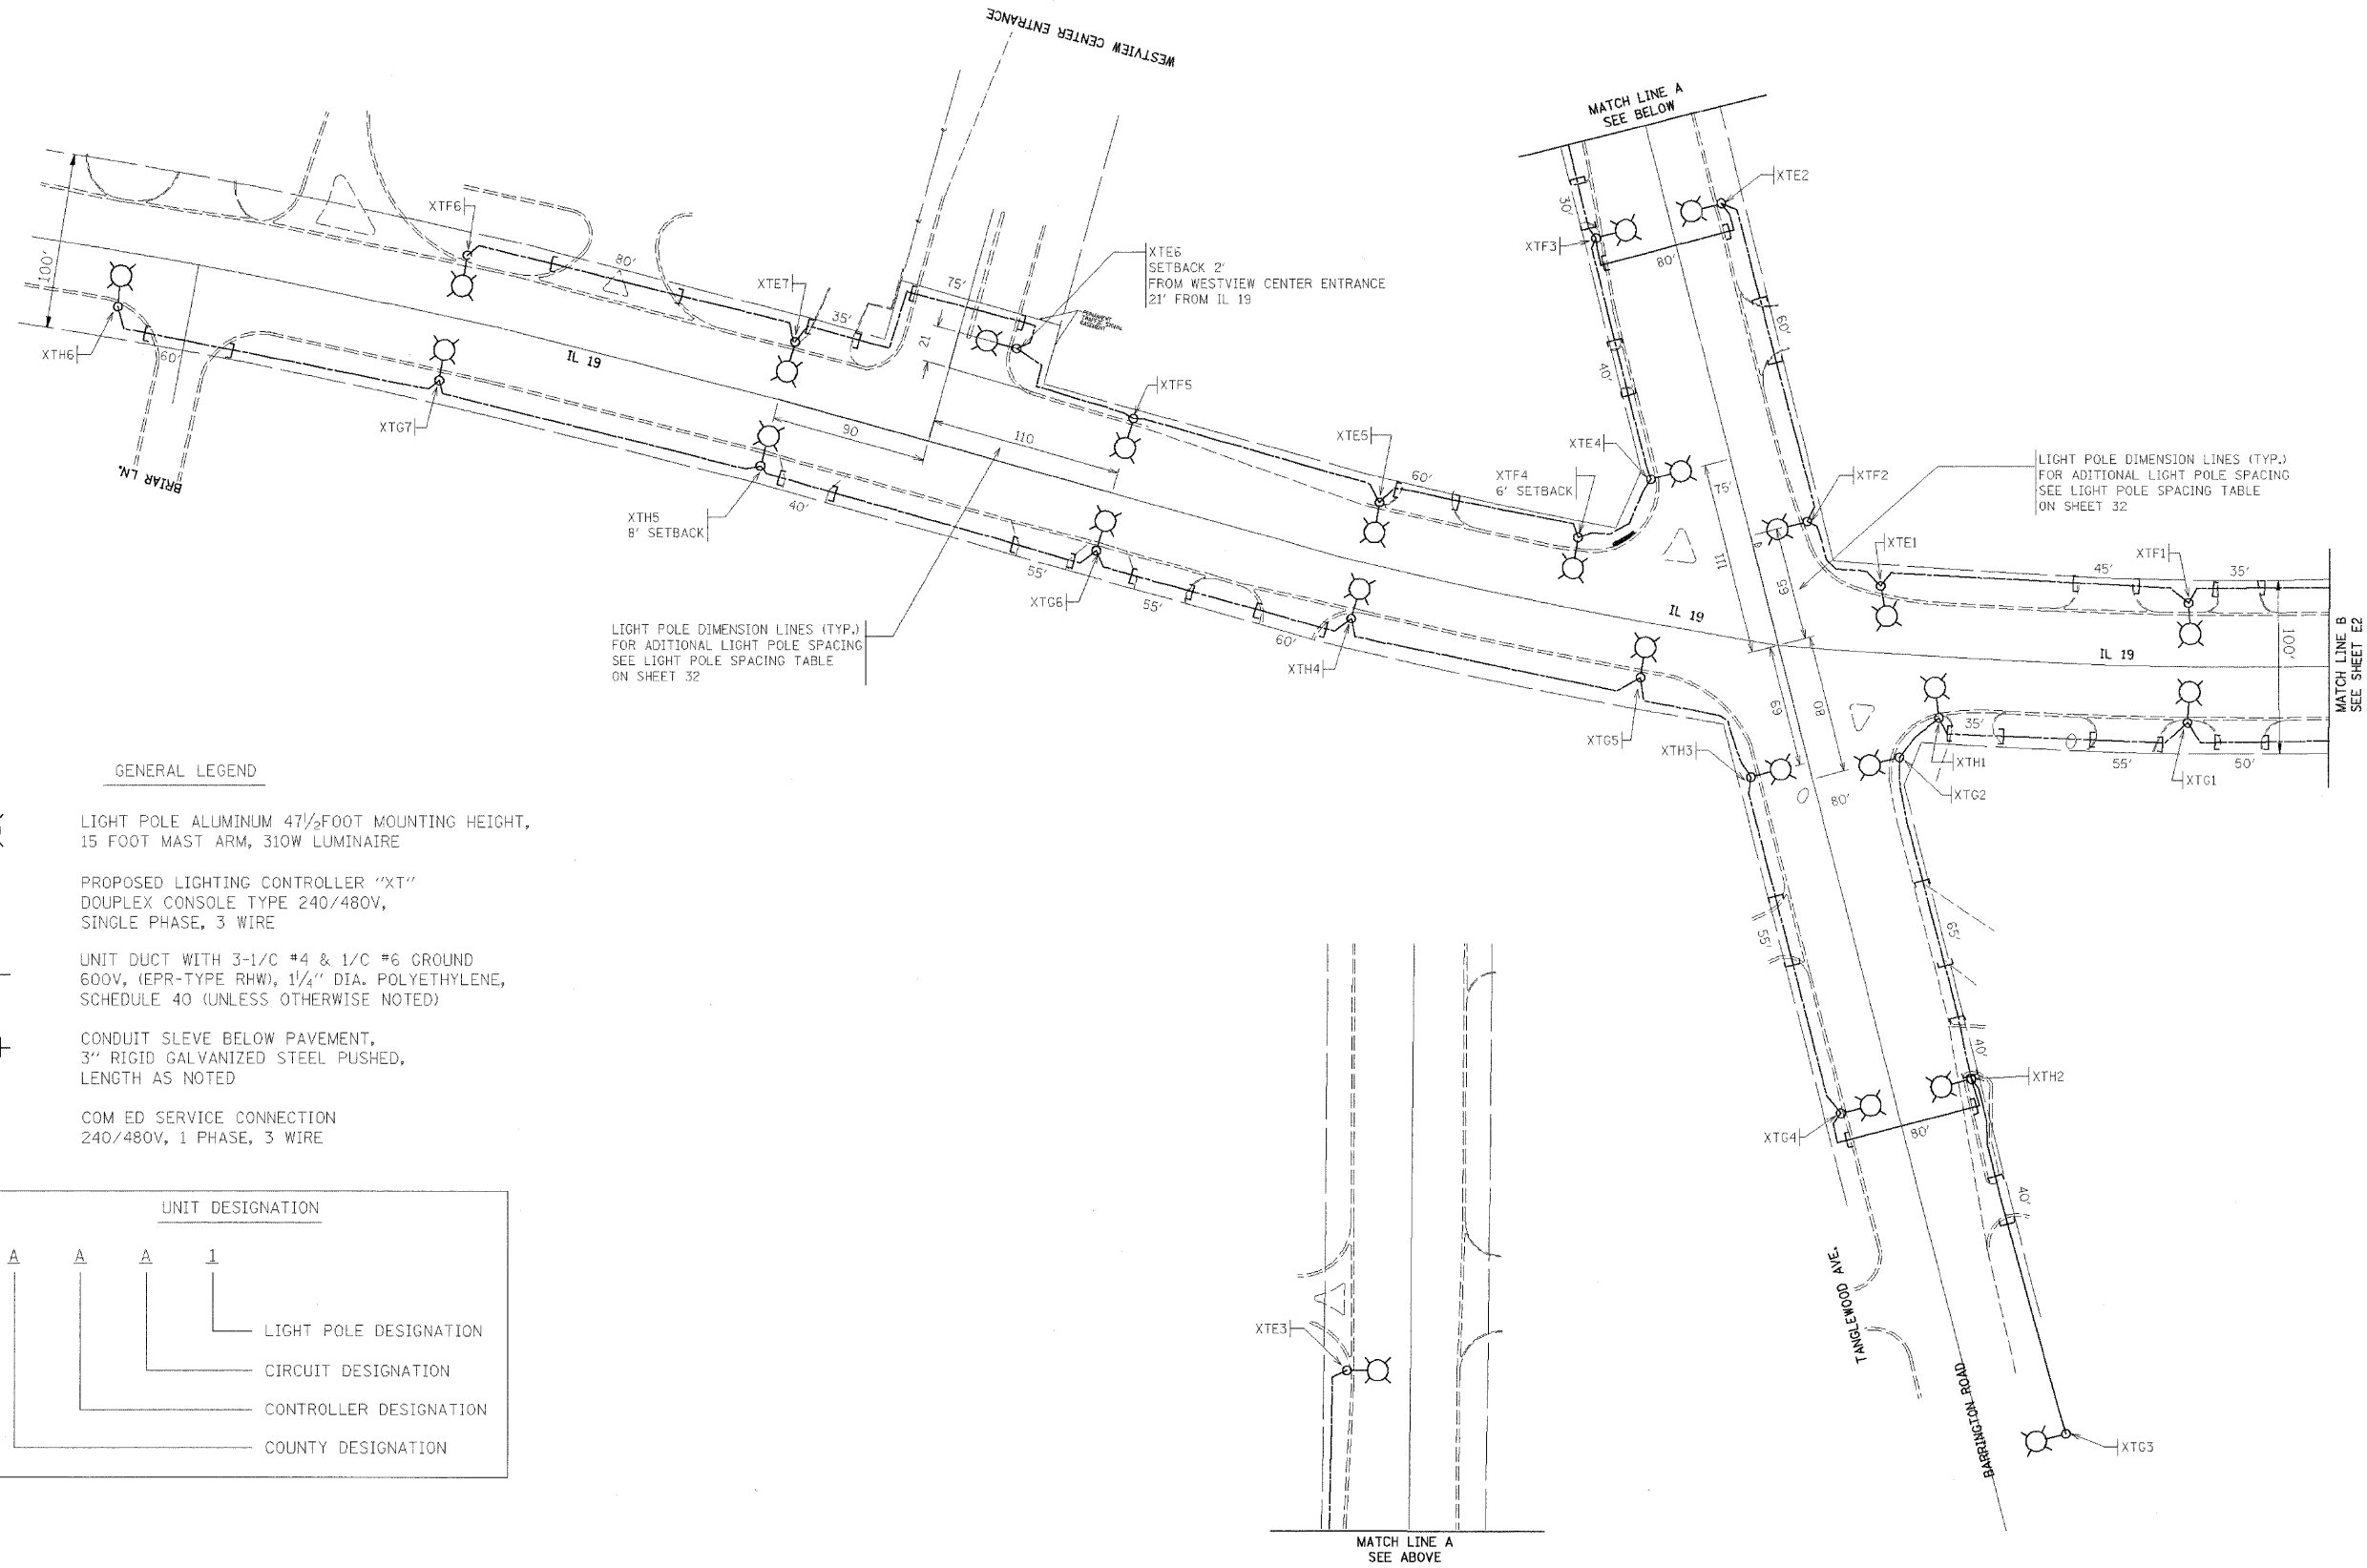 WESTVIEW CENTER ENTRANCE
MATCH LINE A
SEE BELOW
XTE2
XTF6
80'
XTE6
SETBACK 2'
FROM WESTVIEW CENTER ENTRANCE
21' FROM IL 19
30'
XTF3
80'
100'
XTE7
75'
35'
21
PERMANENT
EASEMENT
60'
40'
XTH6
60'
IL 19
XTF5
XTG7
BRIAR LN.
90
110
XTE5
60'
XTE4
XTF4
6' SETBACK
75'
XTF2
LIGHT POLE DIMENSION LINES (TYP.)
FOR ADITIONAL LIGHT POLE SPACING
SEE LIGHT POLE SPACING TABLE
ON SHEET 32
XTH5
8' SETBACK
40'
111
65
XTE1
XTF1
45'
35'
55'
XTG6
55'
60'
XTH4
IL 19
IL 19
100'
MATCH LINE B
SEE SHEET E2
LIGHT POLE DIMENSION LINES (TYP.)
FOR ADITIONAL LIGHT POLE SPACING
SEE LIGHT POLE SPACING TABLE
ON SHEET 32
69
80
XTG5
XTH3
35'
XTH1
55'
50'
XTG1
80'
XTG2
GENERAL LEGEND
LIGHT POLE ALUMINUM 47 1/2 FOOT MOUNTING HEIGHT,
15 FOOT MAST ARM, 310W LUMINAIRE
PROPOSED LIGHTING CONTROLLER "XT"
DOUPLEX CONSOLE TYPE 240/480V,
SINGLE PHASE, 3 WIRE
UNIT DUCT WITH 3-1/C #4 & 1/C #6 GROUND
600V, (EPR-TYPE RHW), 1 1/4" DIA. POLYETHYLENE,
SCHEDULE 40 (UNLESS OTHERWISE NOTED)
CONDUIT SLEVE BELOW PAVEMENT,
3" RIGID GALVANIZED STEEL PUSHED,
LENGTH AS NOTED
COM ED SERVICE CONNECTION
240/480V, 1 PHASE, 3 WIRE
55'
65'
40'
XTH2
XTG4
80'
40'
UNIT DESIGNATION
A A A 1
LIGHT POLE DESIGNATION
CIRCUIT DESIGNATION
CONTROLLER DESIGNATION
COUNTY DESIGNATION
XTE3
TANGLEWOOD AVE.
BARRINGTON ROAD
XTG3
MATCH LINE A
SEE ABOVE